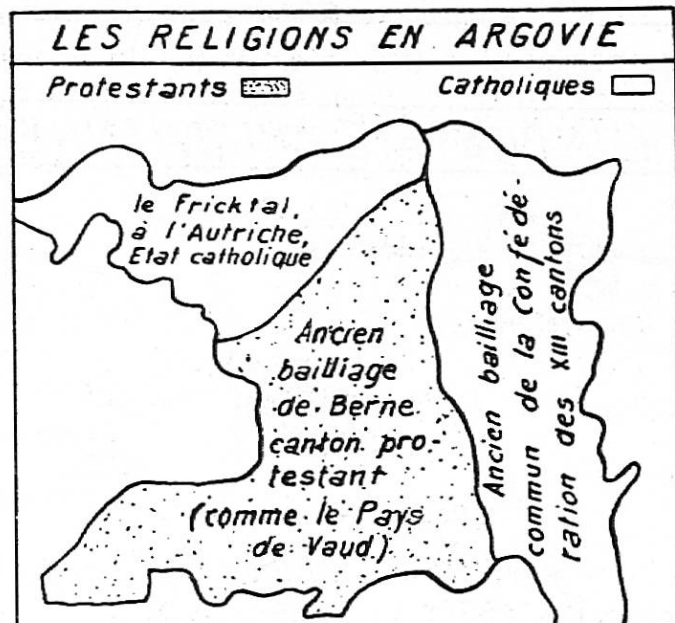 LES RELIGIONS EN ARGOVIE
Protestants
Catholiques
le Fricktal,
à l'Autriche,
Etat catholique
Ancien
bailliage
de Berne
canton pro-
testant
(comme le Pays
de Vaud)
Ancien bailliage
commun de la Confédé-
ration des XIII cantons